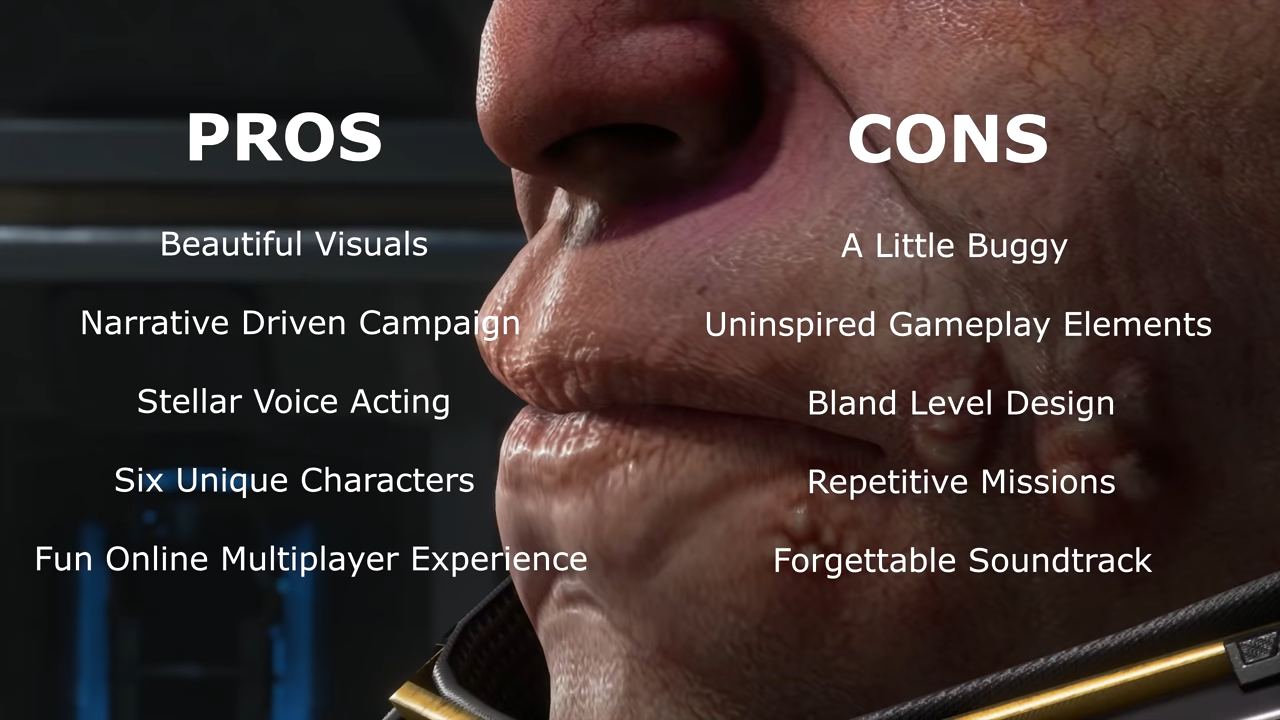 PROS
Beautiful Visuals
Narrative Driven Campaign
Stellar Voice Acting
Six Unique Characters
Fun Online Multiplayer Experience
CONS
A Little Buggy
Uninspired Gameplay Elements
Bland Level Design
Repetitive Missions
Forgettable Soundtrack